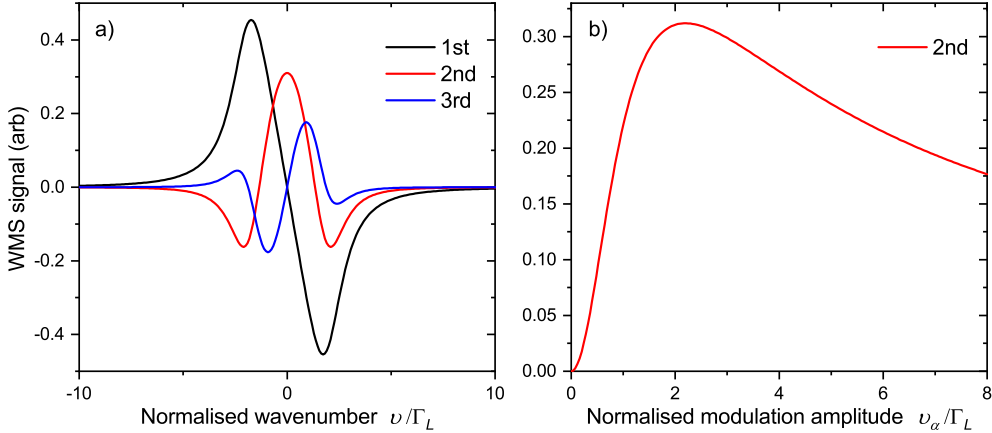 a)
1st
2nd
3rd
WMS signal (arb)
0.4
0.2
0.0
-0.2
-0.4
-10
0
10
Normalised wavenumber υ/Γ_L
b)
2nd
0.30
0.25
0.20
0.15
0.10
0.05
0.00
0
2
4
6
8
Normalised modulation amplitude υ_α/Γ_L